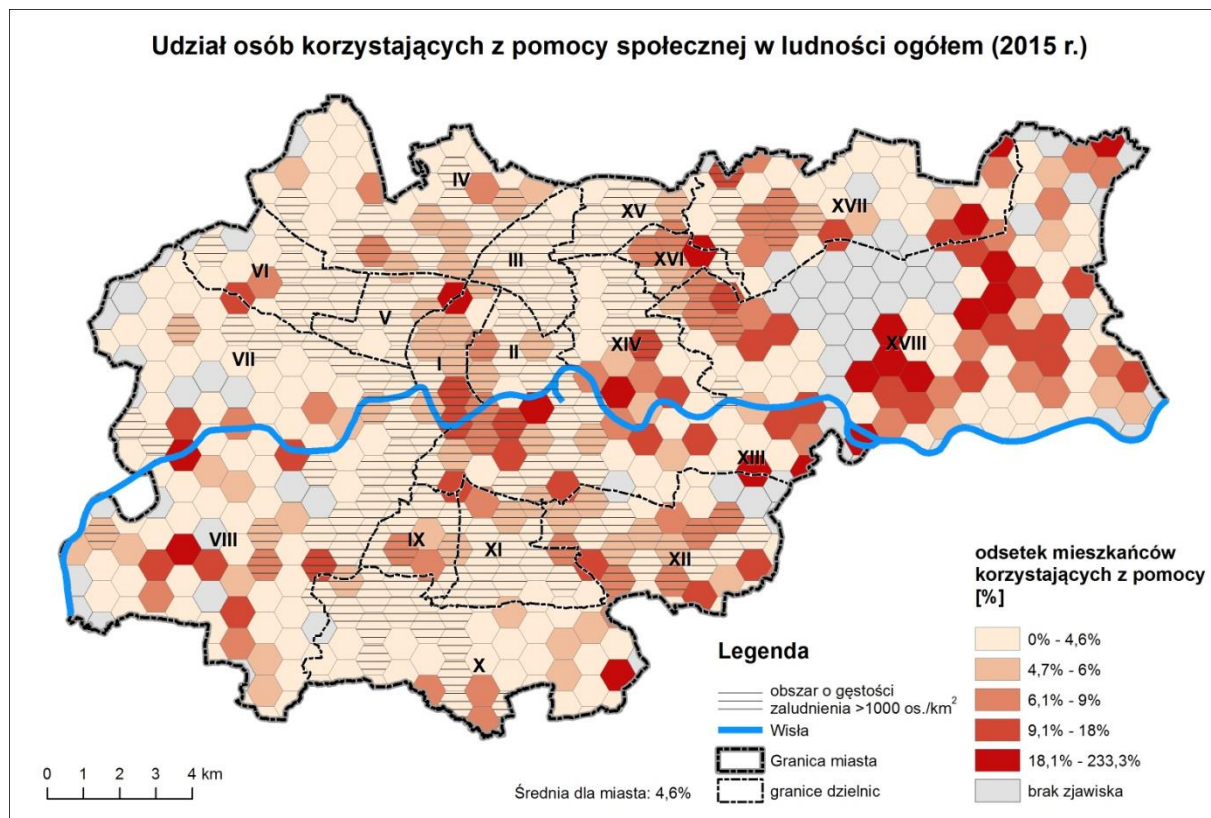 Udział osób korzystających z pomocy społecznej w ludności ogółem (2015 r.)
IV
XV
XVII
III
XVI
VI
V
VII
I
II
XIV
XVIII
XIII
VIII
IX
XI
XII
X
Legenda
obszar o gęstości
zaludnienia >1000 os./km²
Wisła
Granica miasta
granice dzielnic
odsetek mieszkańców
korzystających z pomocy
[%]
0% - 4,6%
4,7% - 6%
6,1% - 9%
9,1% - 18%
18,1% - 233,3%
brak zjawiska
0 1 2 3 4 km
Średnia dla miasta: 4,6%